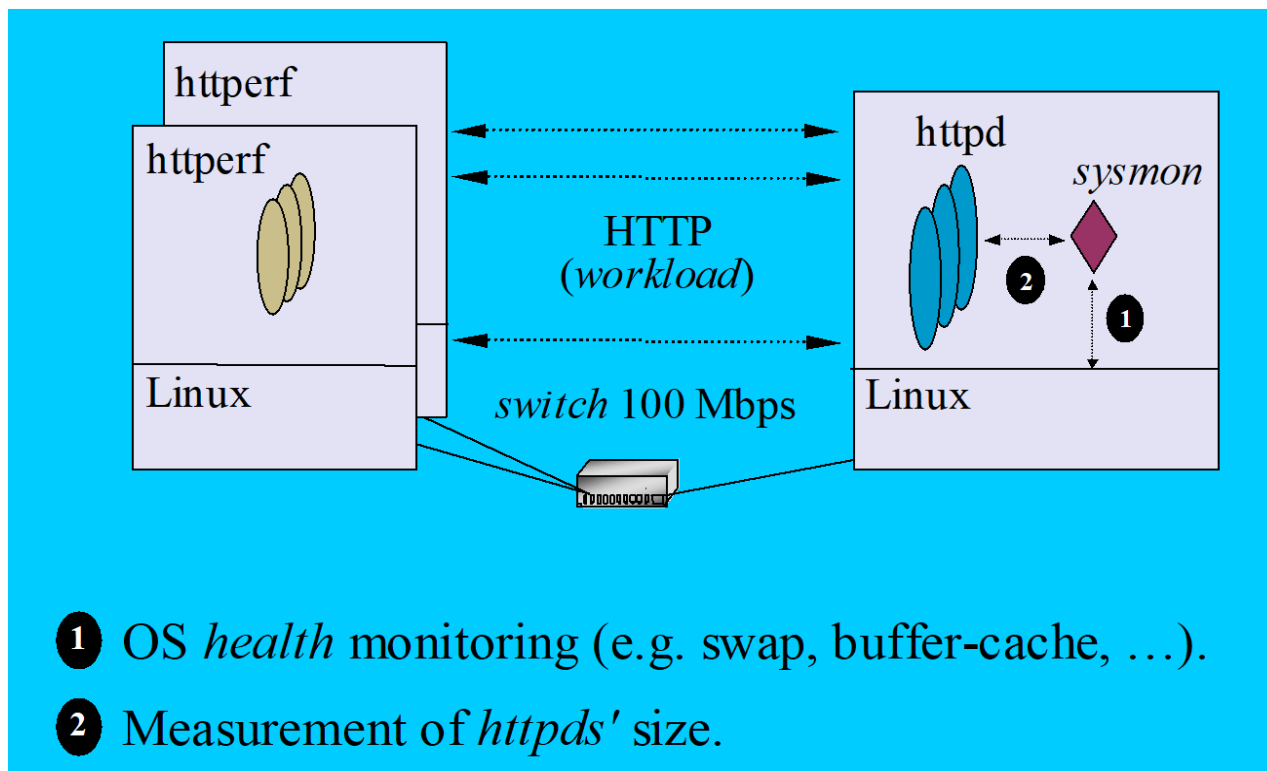 httperf
httperf
Linux
HTTP
(workload)
switch 100 Mbps
httpd
sysmon
2
1
Linux
1 OS health monitoring (e.g. swap, buffer-cache, …).
2 Measurement of httpds' size.